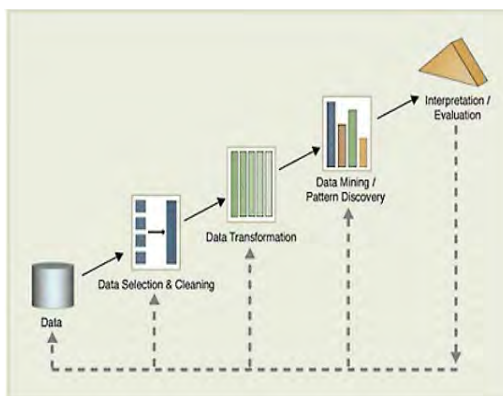 Interpretation /
Evaluation
Data Mining /
Pattern Discovery
Data Transformation
Data Selection & Cleaning
Data